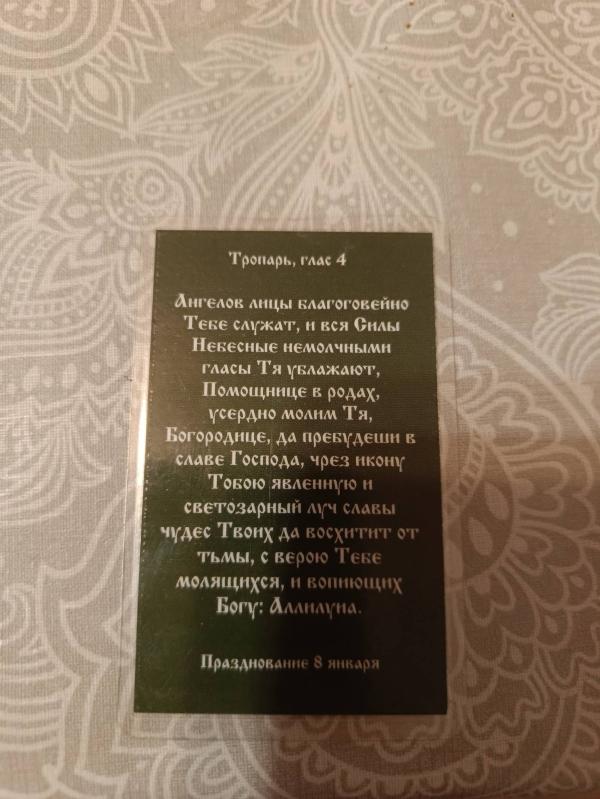 Тропарь, глас 4
Ангелов лицы благоговейно
Тебе служат, и вся Силы
Небесные немолчными
гласы Тя ублажают,
Помощнице в родах,
усердно молим Тя,
Богородице, да пребудеши в
славе Господа, чрез икону
Тобою явленную и
светозарный луч славы
чудес Твоих да восхитит от
тьмы, с верою Тебе
молящихся, и вопиющих
Богу: Аллилуиа.
Празднование 8 января